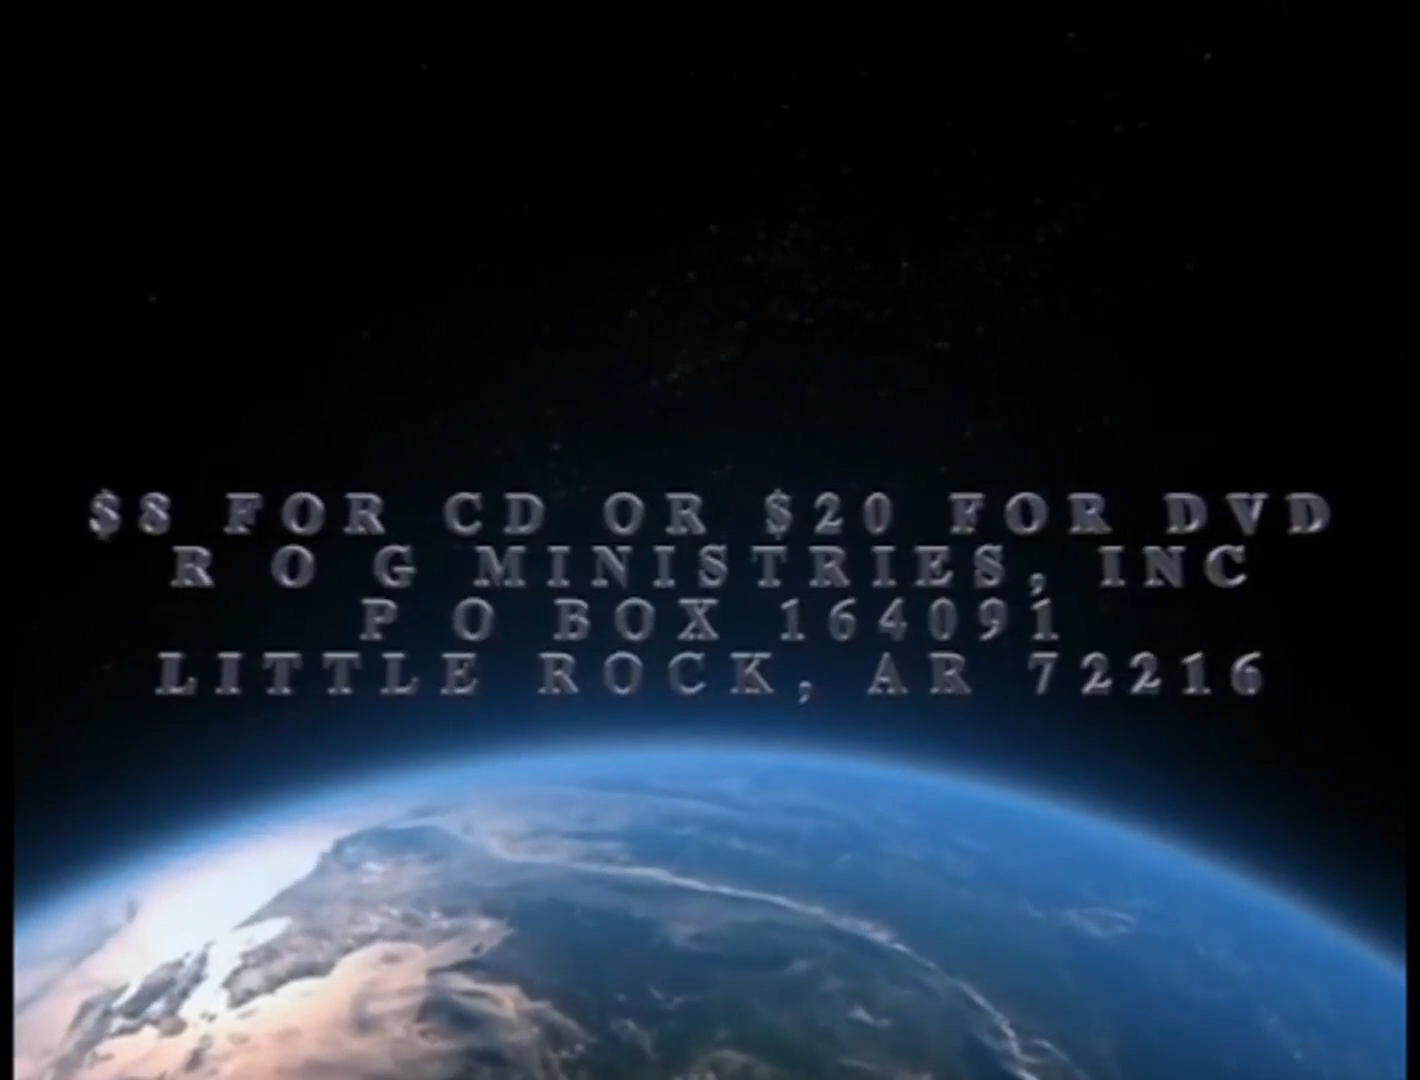 $8 FOR CD OR $20 FOR DVD
R O G MINISTRIES, INC
P O BOX 164091
LITTLE ROCK, AR 72216